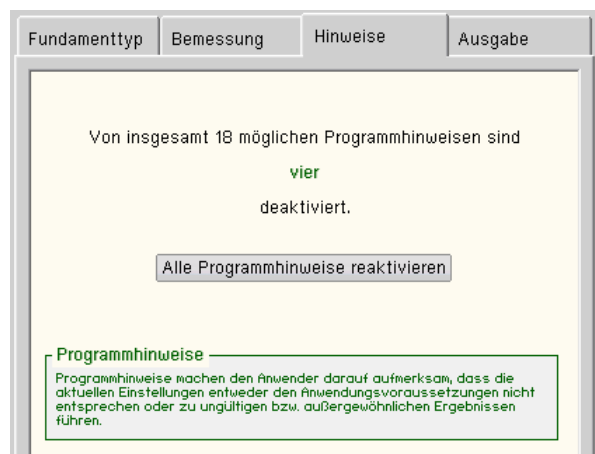 Fundamenttyp Bemessung Hinweise Ausgabe
Von insgesamt 18 möglichen Programmhinweisen sind
vier
deaktiviert.
Alle Programmhinweise reaktivieren
Programmhinweise
Programmhinweise machen den Anwender darauf aufmerksam, dass die
aktuellen Einstellungen entweder den Anwendungsvoraussetzungen nicht
entsprechen oder zu ungültigen bzw. außergewöhnlichen Ergebnissen
führen.